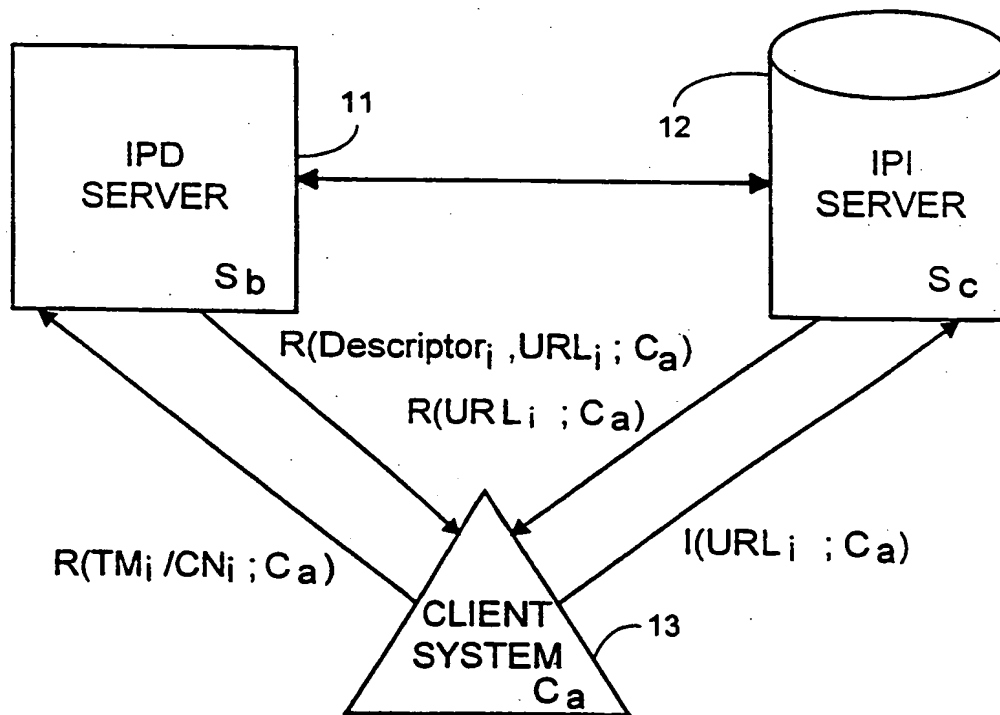 11
12
IPD
SERVER
Sb
IPI
SERVER
Sc
R(Descriptori ,URLi ; Ca)
R(URLi ; Ca)
R(TMi /CNi ; Ca)
I(URLi ; Ca)
CLIENT
SYSTEM
Ca
13